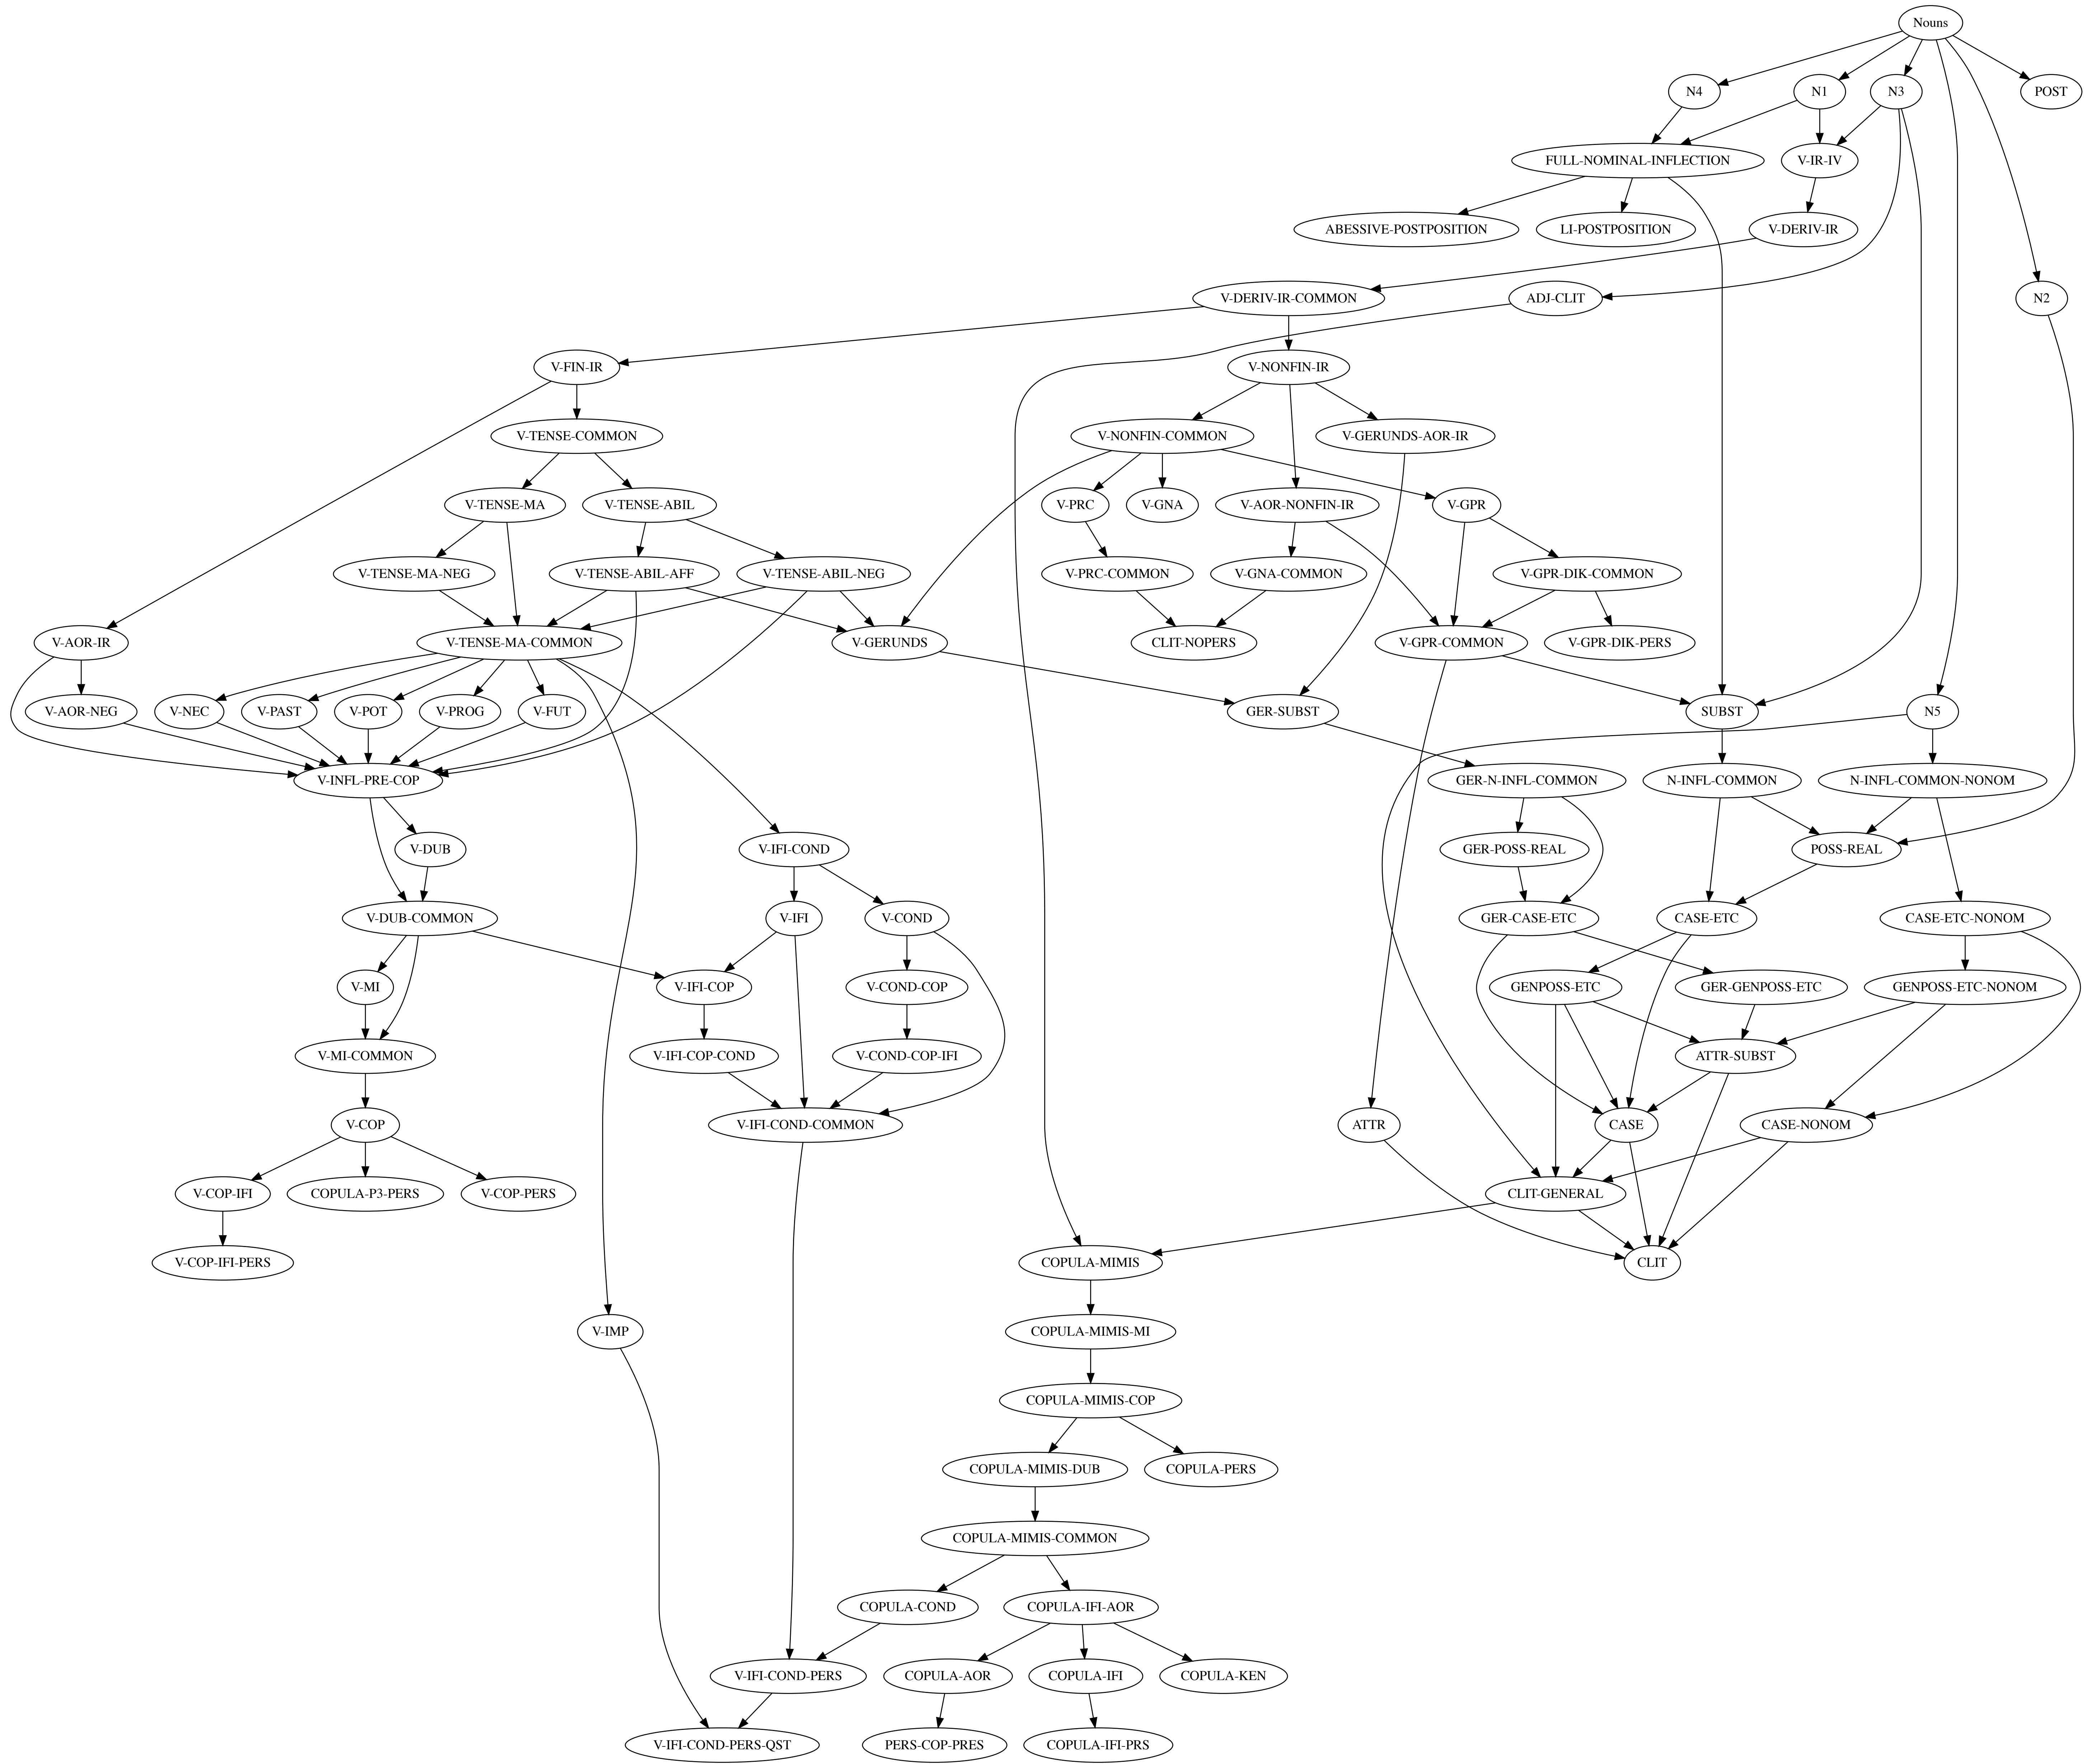 Nouns
N4
N1
N3
POST
FULL-NOMINAL-INFLECTION
V-IR-IV
ABESSIVE-POSTPOSITION
LI-POSTPOSITION
V-DERIV-IR
V-DERIV-IR-COMMON
ADJ-CLIT
N2
V-FIN-IR
V-NONFIN-IR
V-TENSE-COMMON
V-NONFIN-COMMON
V-GERUNDS-AOR-IR
V-TENSE-MA
V-TENSE-ABIL
V-PRC
V-GNA
V-AOR-NONFIN-IR
V-GPR
V-TENSE-MA-NEG
V-TENSE-ABIL-AFF
V-TENSE-ABIL-NEG
V-PRC-COMMON
V-GNA-COMMON
V-GPR-DIK-COMMON
V-AOR-IR
V-TENSE-MA-COMMON
V-GERUNDS
CLIT-NOPERS
V-GPR-COMMON
V-GPR-DIK-PERS
V-AOR-NEG
V-NEC
V-PAST
V-POT
V-PROG
V-FUT
GER-SUBST
SUBST
N5
V-INFL-PRE-COP
GER-N-INFL-COMMON
N-INFL-COMMON
N-INFL-COMMON-NONOM
V-DUB
V-IFI-COND
GER-POSS-REAL
POSS-REAL
V-DUB-COMMON
V-IFI
V-COND
GER-CASE-ETC
CASE-ETC
CASE-ETC-NONOM
V-MI
V-IFI-COP
V-COND-COP
GENPOSS-ETC
GER-GENPOSS-ETC
GENPOSS-ETC-NONOM
V-MI-COMMON
V-IFI-COP-COND
V-COND-COP-IFI
ATTR-SUBST
V-COP
V-IFI-COND-COMMON
ATTR
CASE
CASE-NONOM
V-COP-IFI
COPULA-P3-PERS
V-COP-PERS
CLIT-GENERAL
V-COP-IFI-PERS
COPULA-MIMIS
CLIT
V-IMP
COPULA-MIMIS-MI
COPULA-MIMIS-COP
COPULA-MIMIS-DUB
COPULA-PERS
COPULA-MIMIS-COMMON
COPULA-COND
COPULA-IFI-AOR
V-IFI-COND-PERS
COPULA-AOR
COPULA-IFI
COPULA-KEN
V-IFI-COND-PERS-QST
PERS-COP-PRES
COPULA-IFI-PRS